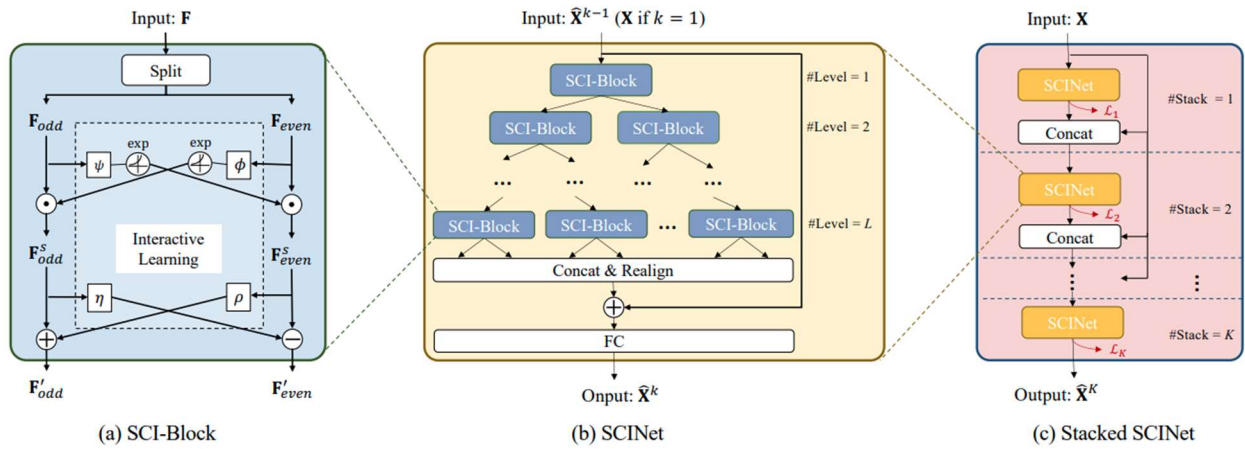 Input: F
Split
F_odd
F_even
exp
exp
ψ
ϕ
F^s_odd
F^s_even
Interactive
Learning
η
ρ
F′_odd
F′_even
(a) SCI-Block
Input: X̂^{k−1} (X if k = 1)
SCI-Block
#Level = 1
SCI-Block
SCI-Block
#Level = 2
... ... ... ...
SCI-Block
SCI-Block
...
SCI-Block
#Level = L
Concat & Realign
FC
Onput: X̂^k
(b) SCINet
Input: X
SCINet
#Stack = 1
ℒ_1
Concat
SCINet
#Stack = 2
ℒ_2
Concat
⋮
⋮
SCINet
#Stack = K
ℒ_K
Output: X̂^K
(c) Stacked SCINet